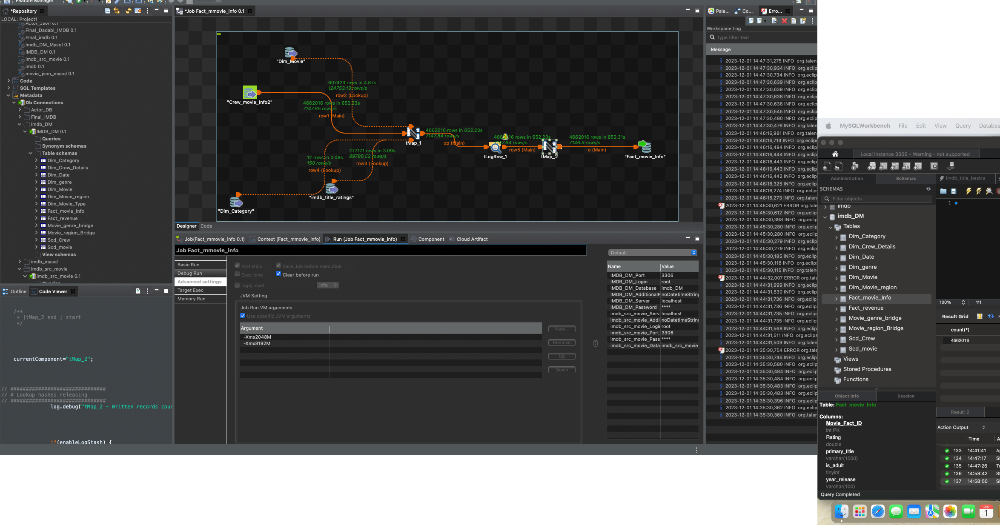 Feature Manager
*Repository
LOCAL: Project1
Actor_Json 0.1
Final_Dadabi_IMDB 0.1
FInal_imdb 0.1
Imdb_DM_Mysql 0.1
IMDB_DM 0.1
imdb_src_movie 0.1
imdb 0.1
movie_json_mysql 0.1
Code
SQL Templates
Metadata
Db Connections
Actor_DB
Final_IMDB
Imdb_DM
IMDB_DM 0.1
Queries
Synonym schemas
Table schemas
Dim_Category
Dim_Crew_Details
Dim_Date
Dim_genre
Dim_Movie
Dim_Movie_region
Dim_Movie_Type
Fact_movie_Info
Fact_revenue
Movie_genre_bridge
Movie_region_Bridge
Scd_Crew
Scd_movie
View schemas
imdb_mysql
imdb_src_movie
imdb_src_movie 0.1
Queries
Outline
Code Viewer
/**
* [tMap_2 end ] start
*/
currentComponent="tMap_2";
// ###############################
// # Lookup hashes releasing
// ###############################
log.debug("tMap_2 - Written records cour
if(enableLogStash) {
*Job Fact_mmovie_info 0.1
"Dim_Movie"
607423 rows in 4.87s
124753.13 rows/s
row2 (Lookup)
"Crew_movie_Info2"
4662016 rows in 652.23s
7147.85 rows/s
row1 (Main)
tMap_1
4662016 rows in 652.23s
7147.84 rows/s
op (Main)
4662016 rows in 652.23s
7147.84 rows/s
row5 (Main)
tLogRow_1
tMap_2
4662016 rows in 652.31s
7146.9 rows/s
o (Main)
"Fact_movie_Info"
277171 rows in 3.09s
89786.52 rows/s
row3 (Lookup)
12 rows in 0.08s
150 rows/s
row4 (Lookup)
"imdb_title_ratings"
"Dim_Category"
Designer
Code
Job(Fact_mmovie_info 0.1)
Context (Fact_mmovie_info)
Run (Job Fact_mmovie_info)
Component
Cloud Artifact
Job Fact_mmovie_info
Basic Run
Debug Run
Advanced settings
Target Exec
Memory Run
Statistics
Save Job before execution
Exec time
Clear before run
log4jLevel
Info
JVM Setting
Job Run VM arguments
Use specific JVM arguments
Argument
-Xms2048M
-Xmx8192M
New...
Remove
Up
Down
Default
Name Value
IMDB_DM_Port 3306
IMDB_DM_Login root
IMDB_DM_Database imdb_DM
IMDB_DM_AdditionalP noDatetimeString
IMDB_DM_Server localhost
IMDB_DM_Password ****
imdb_src_movie_Serv localhost
imdb_src_movie_Addi noDatetimeString
imdb_src_movie_Login root
imdb_src_movie_Port 3306
imdb_src_movie_Pass ****
imdb_src_movie_Data imdb_src_movie
Pale...
Co...
Erro...
Workspace Log
type filter text
Message
2023-12-01 14:47:31,275 INFO org.talen
2023-12-01 14:47:30,934 INFO org.eclip
2023-12-01 14:47:30,734 INFO org.eclip
2023-12-01 14:47:30,639 INFO org.eclip
2023-12-01 14:47:30,639 INFO org.eclip
2023-12-01 14:47:30,638 INFO org.eclip
2023-12-01 14:47:30,638 INFO org.eclip
2023-12-01 14:47:30,545 INFO org.eclip
2023-12-01 14:47:30,480 INFO org.eclip
2023-12-01 14:47:30,476 INFO org.talen
2023-12-01 14:46:16,981 INFO org.talen
2023-12-01 14:46:16,714 INFO org.eclips
2023-12-01 14:46:16,494 INFO org.eclip
2023-12-01 14:46:16,444 INFO org.eclip
2023-12-01 14:46:16,443 INFO org.eclip
2023-12-01 14:46:16,443 INFO org.eclip
2023-12-01 14:46:16,442 INFO org.eclip
2023-12-01 14:46:16,325 INFO org.eclip
2023-12-01 14:46:16,274 INFO org.eclip
2023-12-01 14:46:16,273 INFO org.talen
2023-12-01 14:45:30,621 ERROR org.tale
2023-12-01 14:45:30,612 INFO org.eclips
2023-12-01 14:45:30,398 INFO org.eclip
2023-12-01 14:45:30,280 INFO org.eclip
2023-12-01 14:45:30,280 INFO org.eclip
2023-12-01 14:45:30,279 INFO org.eclip
2023-12-01 14:45:30,279 INFO org.eclip
2023-12-01 14:45:30,185 INFO org.eclip
2023-12-01 14:45:30,118 INFO org.eclips
2023-12-01 14:45:30,115 INFO org.talen
2023-12-01 14:44:32,007 ERROR org.tale
2023-12-01 14:44:31,999 INFO org.eclip
2023-12-01 14:44:31,830 INFO org.eclip
2023-12-01 14:44:31,736 INFO org.eclip
2023-12-01 14:44:31,736 INFO org.eclip
2023-12-01 14:44:31,735 INFO org.eclip
2023-12-01 14:44:31,735 INFO org.eclip
2023-12-01 14:44:31,568 INFO org.eclip
2023-12-01 14:44:31,511 INFO org.eclips
2023-12-01 14:44:31,509 INFO org.talen
2023-12-01 14:35:30,754 ERROR org.tale
2023-12-01 14:35:30,746 INFO org.eclip
2023-12-01 14:35:30,580 INFO org.eclip
2023-12-01 14:35:30,484 INFO org.eclip
2023-12-01 14:35:30,484 INFO org.eclip
2023-12-01 14:35:30,483 INFO org.eclip
2023-12-01 14:35:30,483 INFO org.eclip
2023-12-01 14:35:30,396 INFO org.eclip
2023-12-01 14:35:30,362 INFO org.eclip
2023-12-01 14:35:30,360 INFO org.talen
MySQLWorkbench File Edit View Query Databas
Local instance 3306 - Warning - not supported
Administration
Schemas
imdb_title_basics
SCHEMAS
Filter objects
imdb
imdb_DM
Tables
Dim_Category
Dim_Crew_Details
Dim_Date
Dim_genre
Dim_Movie
Dim_Movie_region
Fact_movie_Info
Fact_revenue
Movie_genre_bridge
Movie_region_Bridge
Scd_Crew
Scd_movie
Views
Stored Procedures
Functions
Object Info
Session
Table: Fact_movie_Info
Columns:
Movie_Fact_ID
int PK
Rating
double
primary_title
varchar(1000)
is_adult
tinyint
year_release
varchar(100)
Query Completed
1
100%
1:1
Result Grid
count(*)
4662016
Result 2
Action Output
Time
133 14:41:41
134 14:47:17
135 14:47:26
136 14:58:42
137 14:58:50
DEC
1